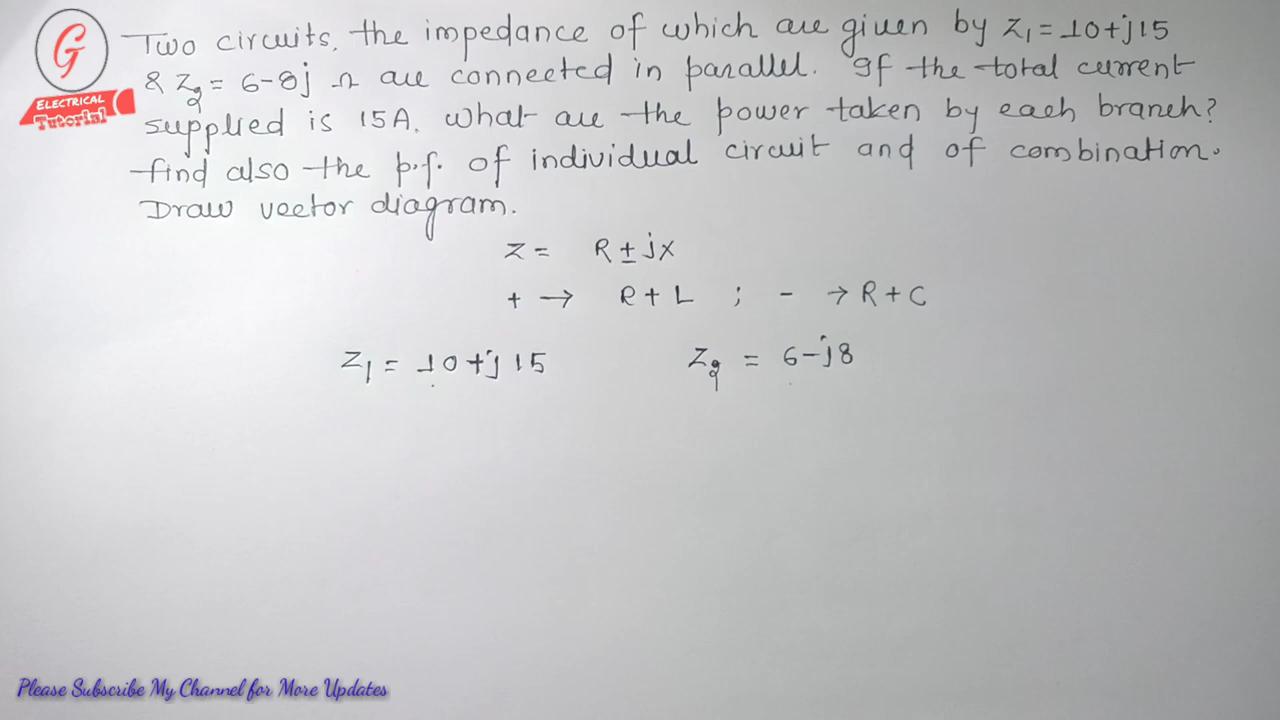 G
ELECTRICAL
Tutorial
Two circuits, the impedance of which are given by Z₁ = 10+j15
& Z₂ = 6-8j Ω are connected in parallel. If the total current
supplied is 15A. What are the power taken by each branch?
find also the p.f. of individual circuit and of combination.
Draw vector diagram.
Z = R ± jX
+ → R + L ; - → R + C
Z₁ = 10 + j 15 Z₂ = 6 - j8
Please Subscribe My Channel for More Updates